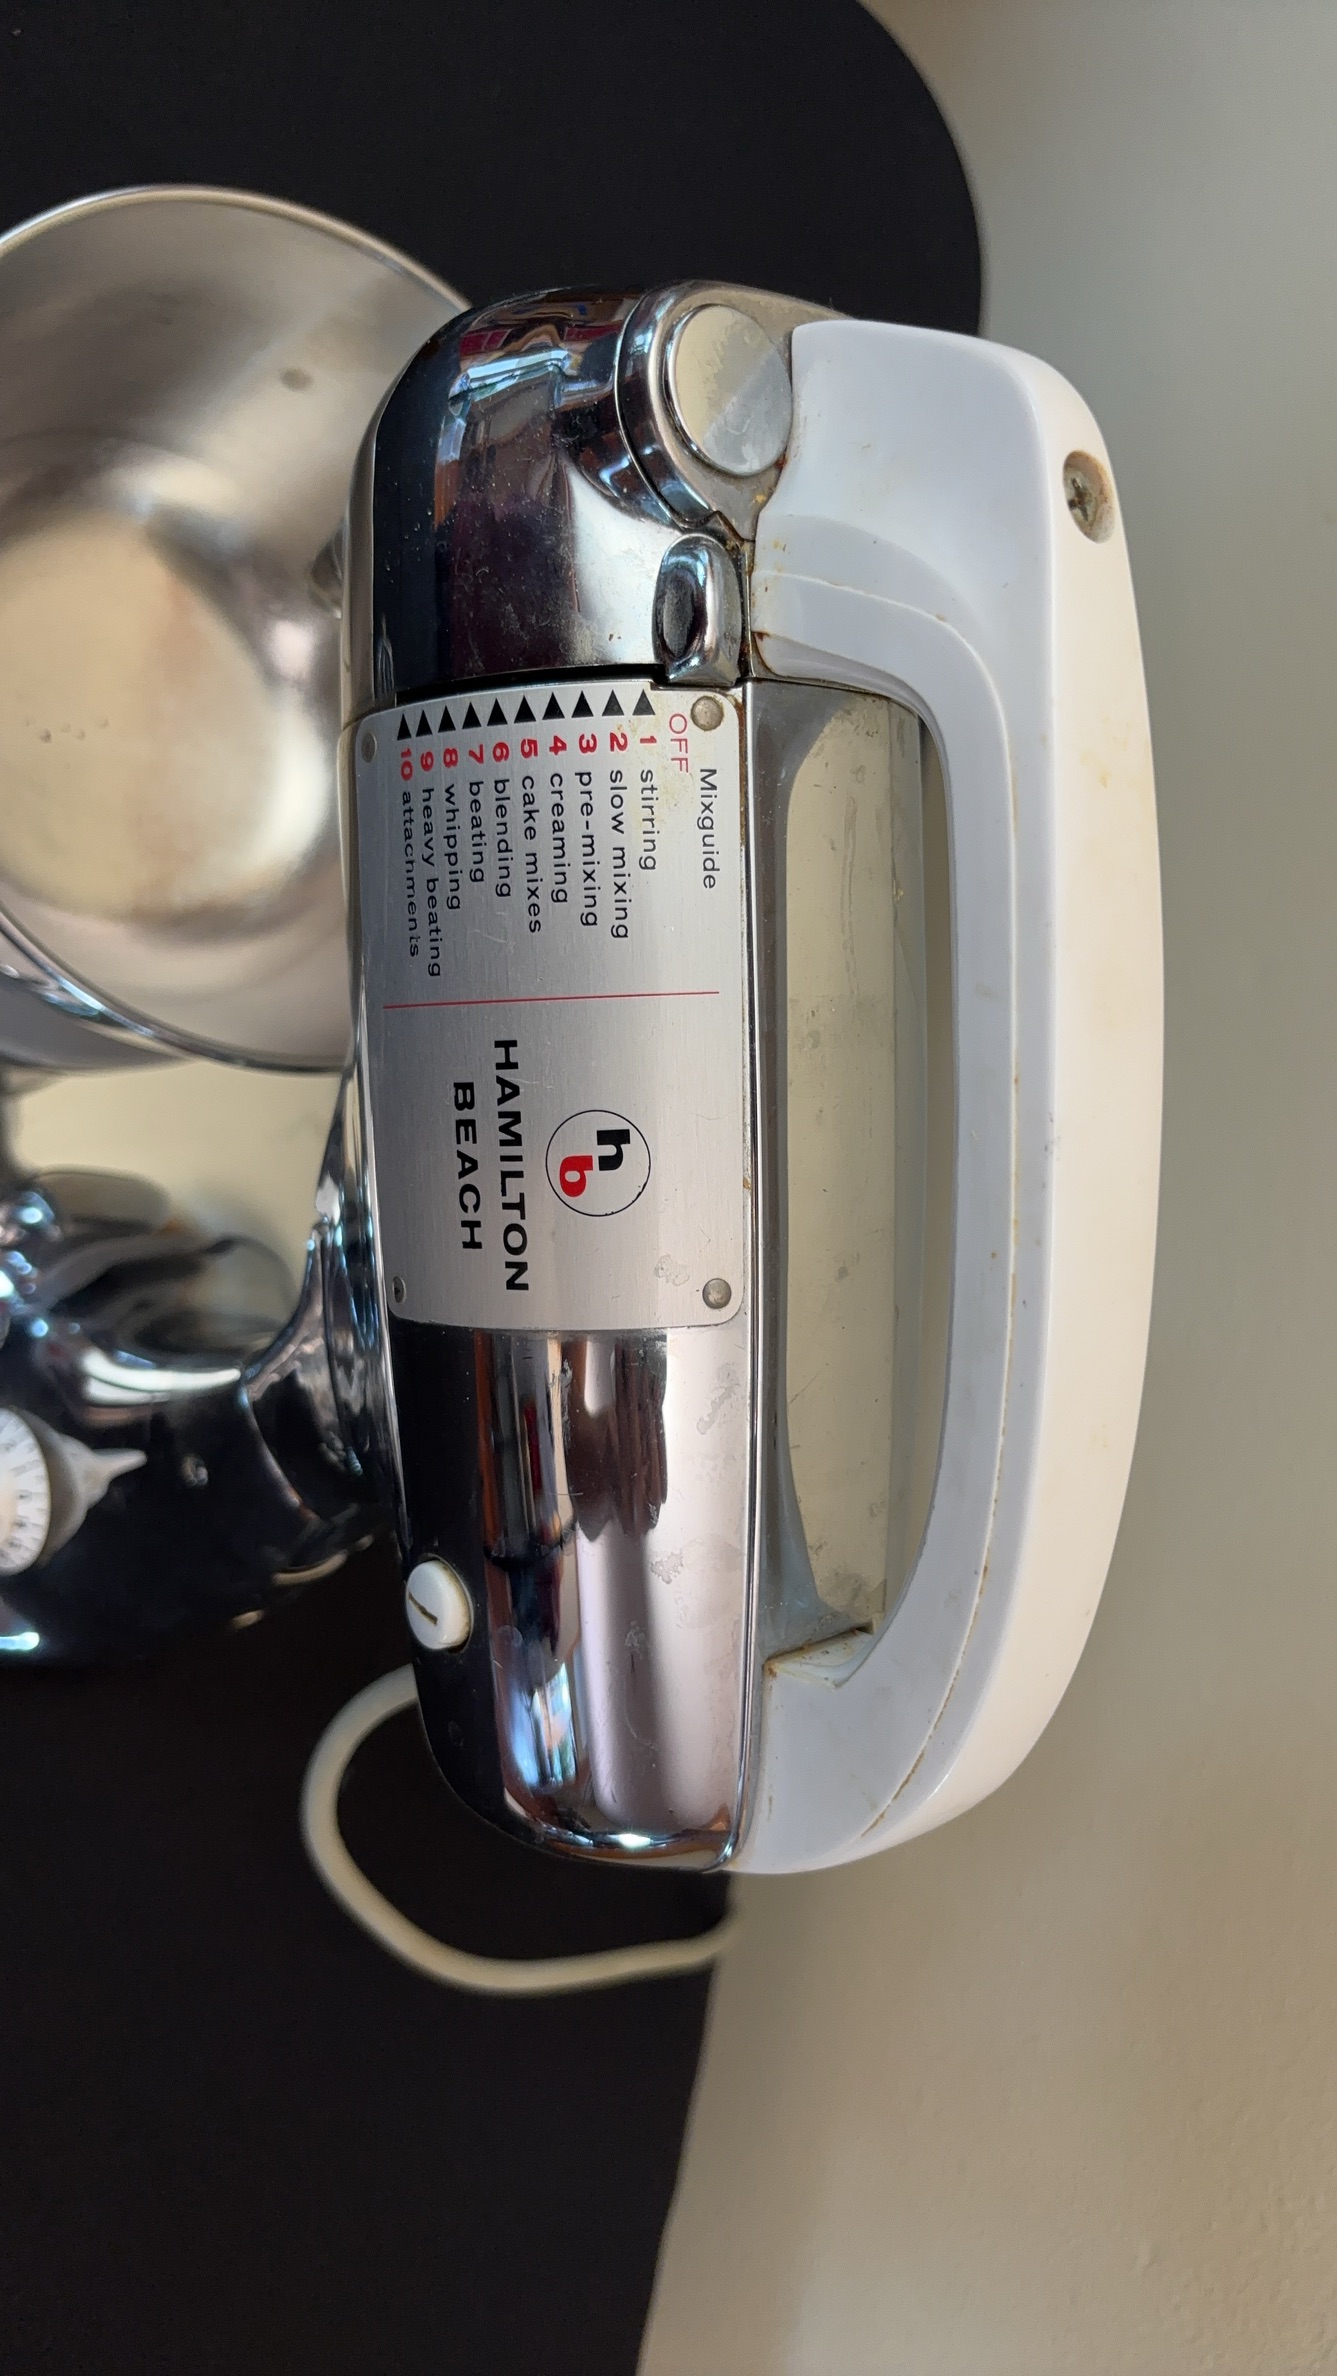 Mixguide
OFF
1 stirring
2 slow mixing
3 pre-mixing
4 creaming
5 cake mixes
6 blending
7 beating
8 whipping
9 heavy beating
10 attachments
hb
HAMILTON
BEACH